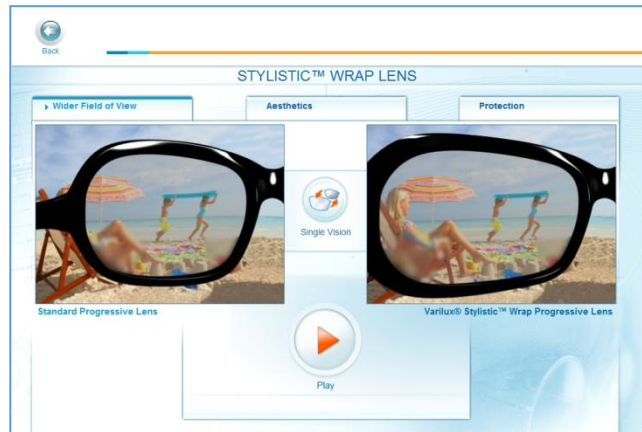 Back
STYLISTIC™ WRAP LENS
Wider Field of View
Aesthetics
Protection
Single Vision
Standard Progressive Lens
Varilux® Stylistic™ Wrap Progressive Lens
Play